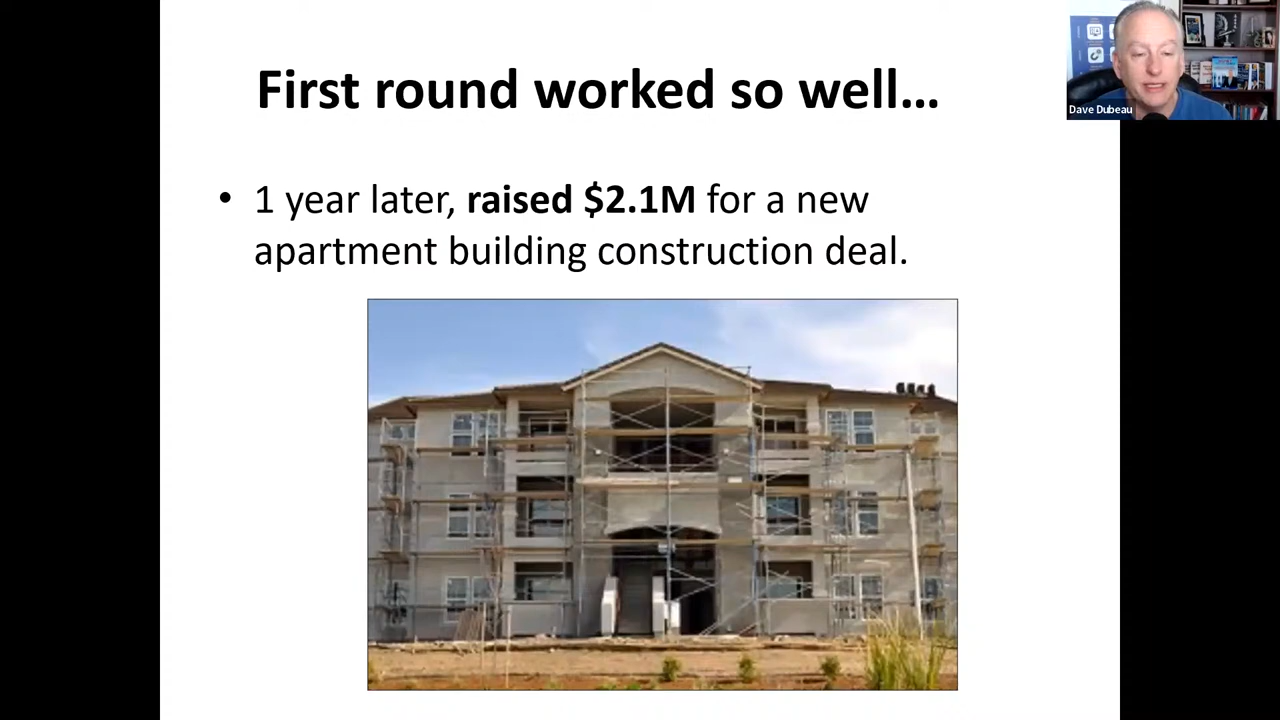 First round worked so well…
• 1 year later, raised $2.1M for a new
apartment building construction deal.
Dave Dubeau